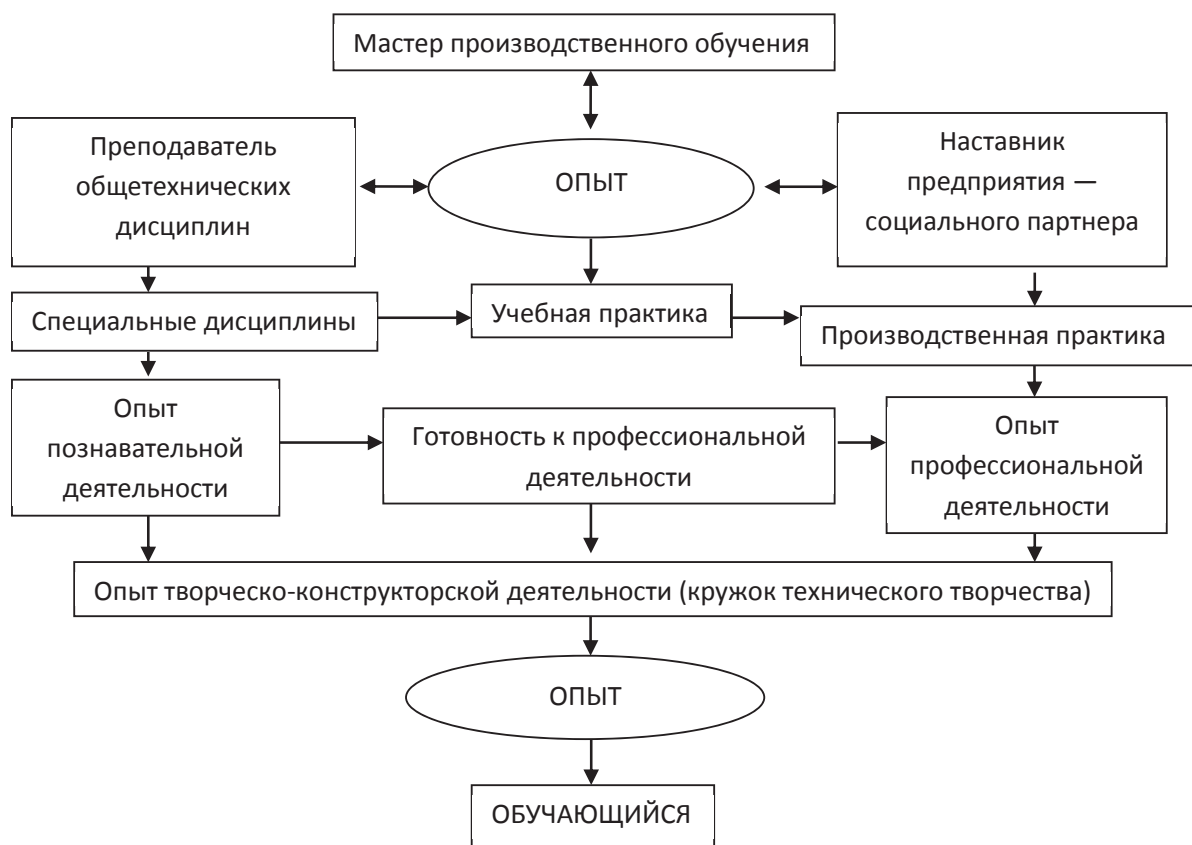 Мастер производственного обучения
Преподаватель
общетехнических
дисциплин
ОПЫТ
Наставник
предприятия —
социального партнера
Специальные дисциплины
Учебная практика
Производственная практика
Опыт
познавательной
деятельности
Готовность к профессиональной
деятельности
Опыт
профессиональной
деятельности
Опыт творческо-конструкторской деятельности (кружок технического творчества)
ОПЫТ
ОБУЧАЮЩИЙСЯ